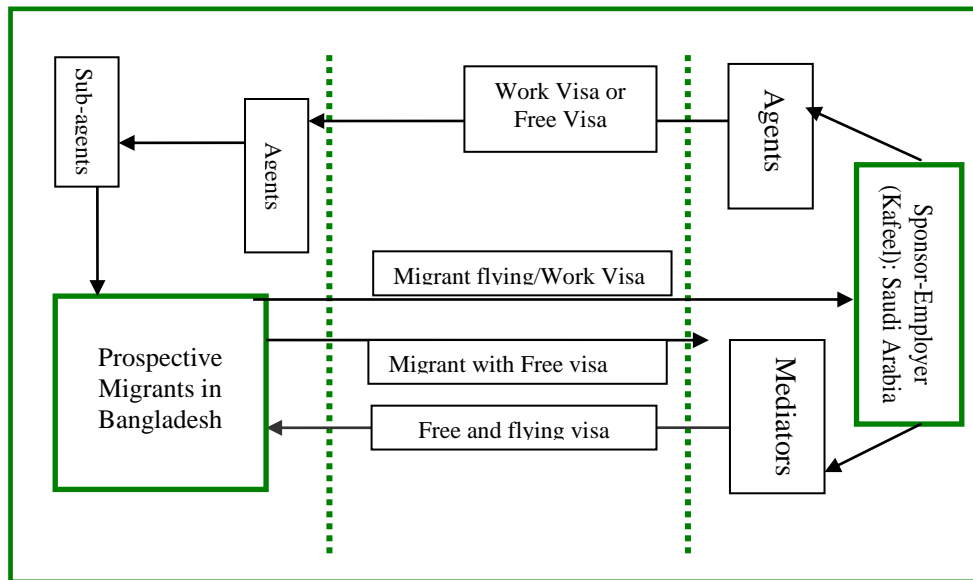 Sub-agents
Agents
Work Visa or
Free Visa
Agents
Sponsor-Employer
(Kafeel): Saudi Arabia
Migrant flying/Work Visa
Prospective
Migrants in
Bangladesh
Migrant with Free visa
Free and flying visa
Mediators